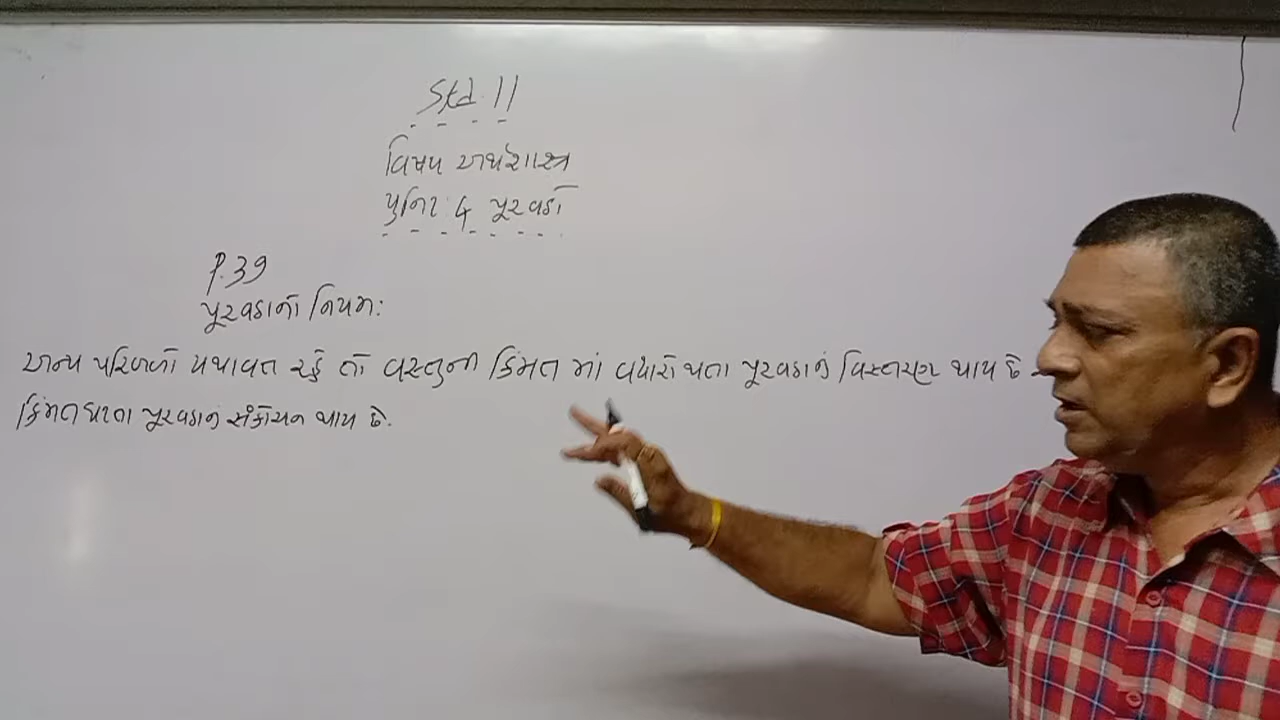 Std 11
વિષય અર્થશાસ્ત્ર
યુનિટ 4 પૂરવઠો
P.39
પૂરવઠાનો નિયમ:
અન્ય પરિબળો યથાવત રહે તો વસ્તુની કિંમત માં વધારો થતા પૂરવઠાનું વિસ્તરણ થાય છે
કિંમત ઘટતા પૂરવઠાનું સંકોચન થાય છે.